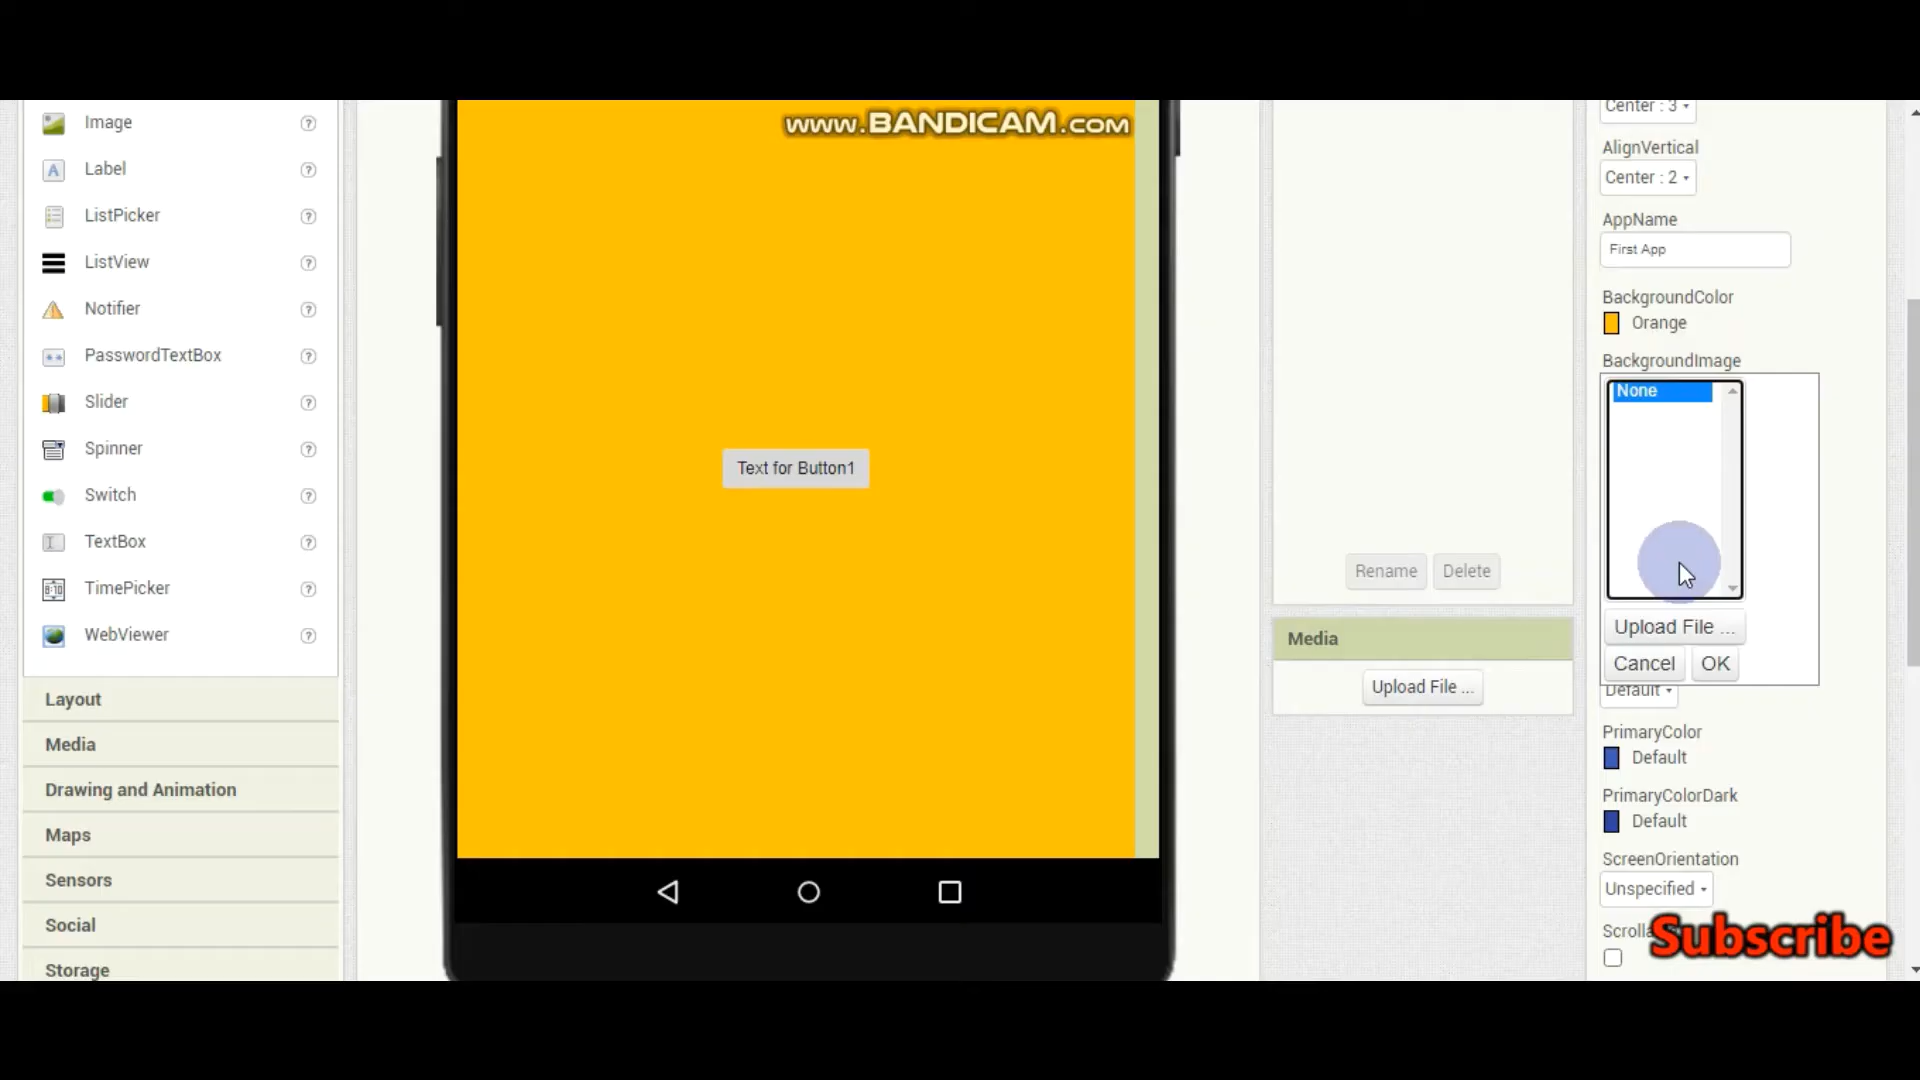 www.BANDICAM.com
Image
Label
ListPicker
ListView
Notifier
PasswordTextBox
Slider
Spinner
Switch
TextBox
TimePicker
WebViewer
Layout
Media
Drawing and Animation
Maps
Sensors
Social
Storage
Text for Button1
Rename Delete
Media
Upload File ...
Center : 3
AlignVertical
Center : 2
AppName
First App
BackgroundColor
Orange
BackgroundImage
None
Upload File ...
Cancel OK
Default
PrimaryColor
Default
PrimaryColorDark
Default
ScreenOrientation
Unspecified
Subscribe